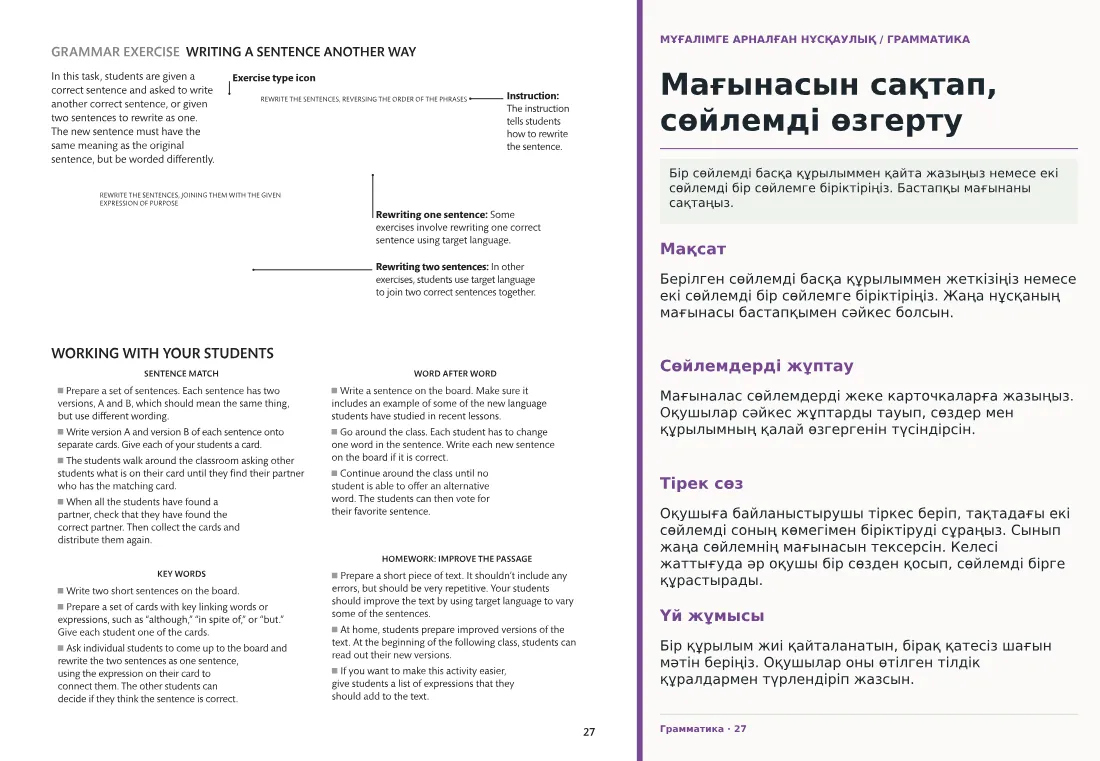 GRAMMAR EXERCISE WRITING A SENTENCE ANOTHER WAY
In this task, students are given a
correct sentence and asked to write
another correct sentence, or given
two sentences to rewrite as one.
The new sentence must have the
same meaning as the original
sentence, but be worded differently.
Exercise type icon
REWRITE THE SENTENCES, REVERSING THE ORDER OF THE PHRASES
Instruction:
The instruction
tells students
how to rewrite
the sentence.
REWRITE THE SENTENCES, JOINING THEM WITH THE GIVEN
EXPRESSION OF PURPOSE
Rewriting one sentence: Some
exercises involve rewriting one correct
sentence using target language.
Rewriting two sentences: In other
exercises, students use target language
to join two correct sentences together.
WORKING WITH YOUR STUDENTS
SENTENCE MATCH
■ Prepare a set of sentences. Each sentence has two
versions, A and B, which should mean the same thing,
but use different wording.
■ Write version A and version B of each sentence onto
separate cards. Give each of your students a card.
■ The students walk around the classroom asking other
students what is on their card until they find their partner
who has the matching card.
■ When all the students have found a
partner, check that they have found the
correct partner. Then collect the cards and
distribute them again.
KEY WORDS
■ Write two short sentences on the board.
■ Prepare a set of cards with key linking words or
expressions, such as “although,” “in spite of,” or “but.”
Give each student one of the cards.
■ Ask individual students to come up to the board and
rewrite the two sentences as one sentence,
using the expression on their card to
connect them. The other students can
decide if they think the sentence is correct.
WORD AFTER WORD
■ Write a sentence on the board. Make sure it
includes an example of some of the new language
students have studied in recent lessons.
■ Go around the class. Each student has to change
one word in the sentence. Write each new sentence
on the board if it is correct.
■ Continue around the class until no
student is able to offer an alternative
word. The students can then vote for
their favorite sentence.
HOMEWORK: IMPROVE THE PASSAGE
■ Prepare a short piece of text. It shouldn’t include any
errors, but should be very repetitive. Your students
should improve the text by using target language to vary
some of the sentences.
■ At home, students prepare improved versions of the
text. At the beginning of the following class, students can
read out their new versions.
■ If you want to make this activity easier,
give students a list of expressions that they
should add to the text.
27
МҰҒАЛІМГЕ АРНАЛҒАН НҰСҚАУЛЫҚ / ГРАММАТИКА
Мағынасын сақтап,
сөйлемді өзгерту
Бір сөйлемді басқа құрылыммен қайта жазыңыз немесе екі
сөйлемді бір сөйлемге біріктіріңіз. Бастапқы мағынаны
сақтаңыз.
Мақсат
Берілген сөйлемді басқа құрылыммен жеткізіңіз немесе
екі сөйлемді бір сөйлемге біріктіріңіз. Жаңа нұсқаның
мағынасы бастапқымен сәйкес болсын.
Сөйлемдерді жұптау
Мағыналас сөйлемдерді жеке карточкаларға жазыңыз.
Оқушылар сәйкес жұптарды тауып, сөздер мен
құрылымның қалай өзгергенін түсіндірсін.
Тірек сөз
Оқушыға байланыстырушы тіркес беріп, тақтадағы екі
сөйлемді соның көмегімен біріктіруді сұраңыз. Сынып
жаңа сөйлемнің мағынасын тексерсін. Келесі
жаттығуда әр оқушы бір сөзден қосып, сөйлемді бірге
құрастырады.
Үй жұмысы
Бір құрылым жиі қайталанатын, бірақ қатесіз шағын
мәтін беріңіз. Оқушылар оны өтілген тілдік
құралдармен түрлендіріп жазсын.
Грамматика · 27